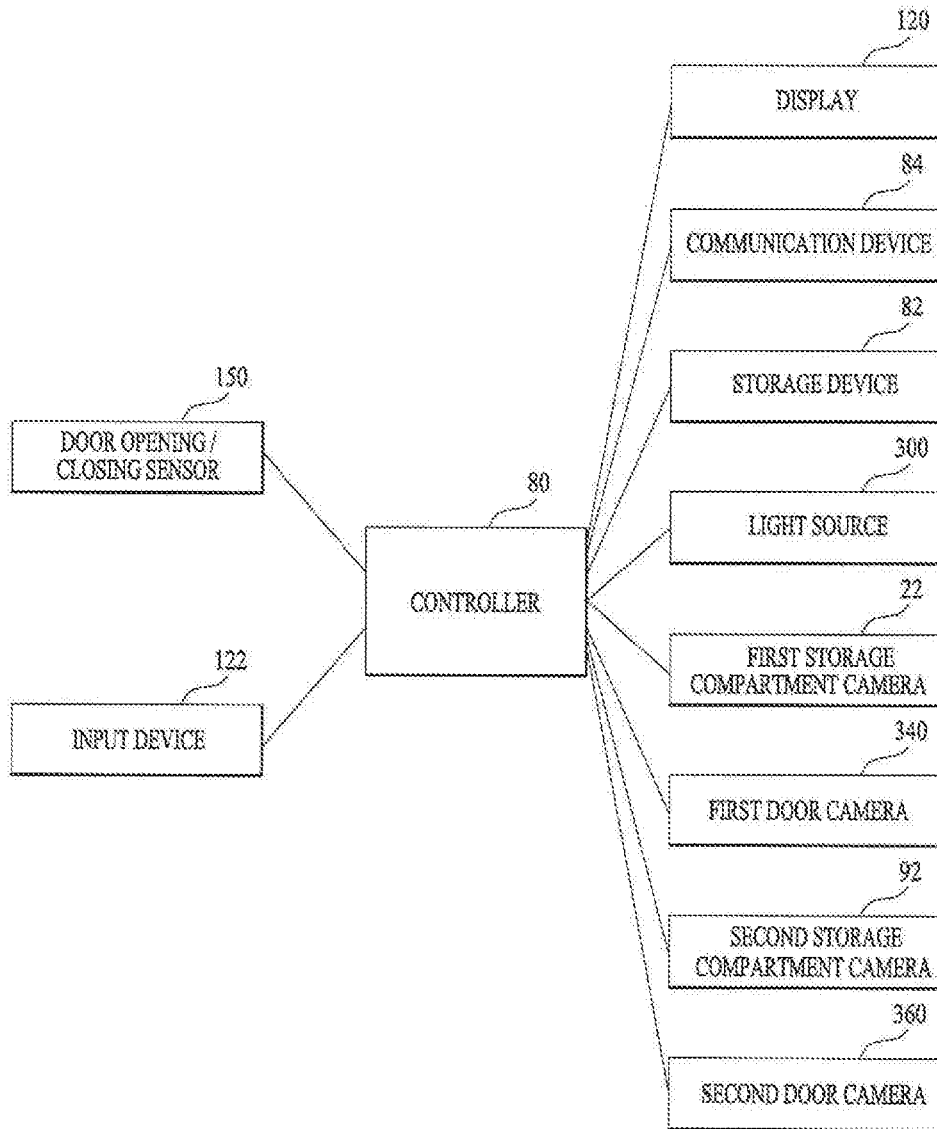 120
DISPLAY
84
COMMUNICATION DEVICE
82
STORAGE DEVICE
150
DOOR OPENING /
CLOSING SENSOR
300
LIGHT SOURCE
80
CONTROLLER
22
FIRST STORAGE
COMPARTMENT CAMERA
122
INPUT DEVICE
340
FIRST DOOR CAMERA
92
SECOND STORAGE
COMPARTMENT CAMERA
360
SECOND DOOR CAMERA